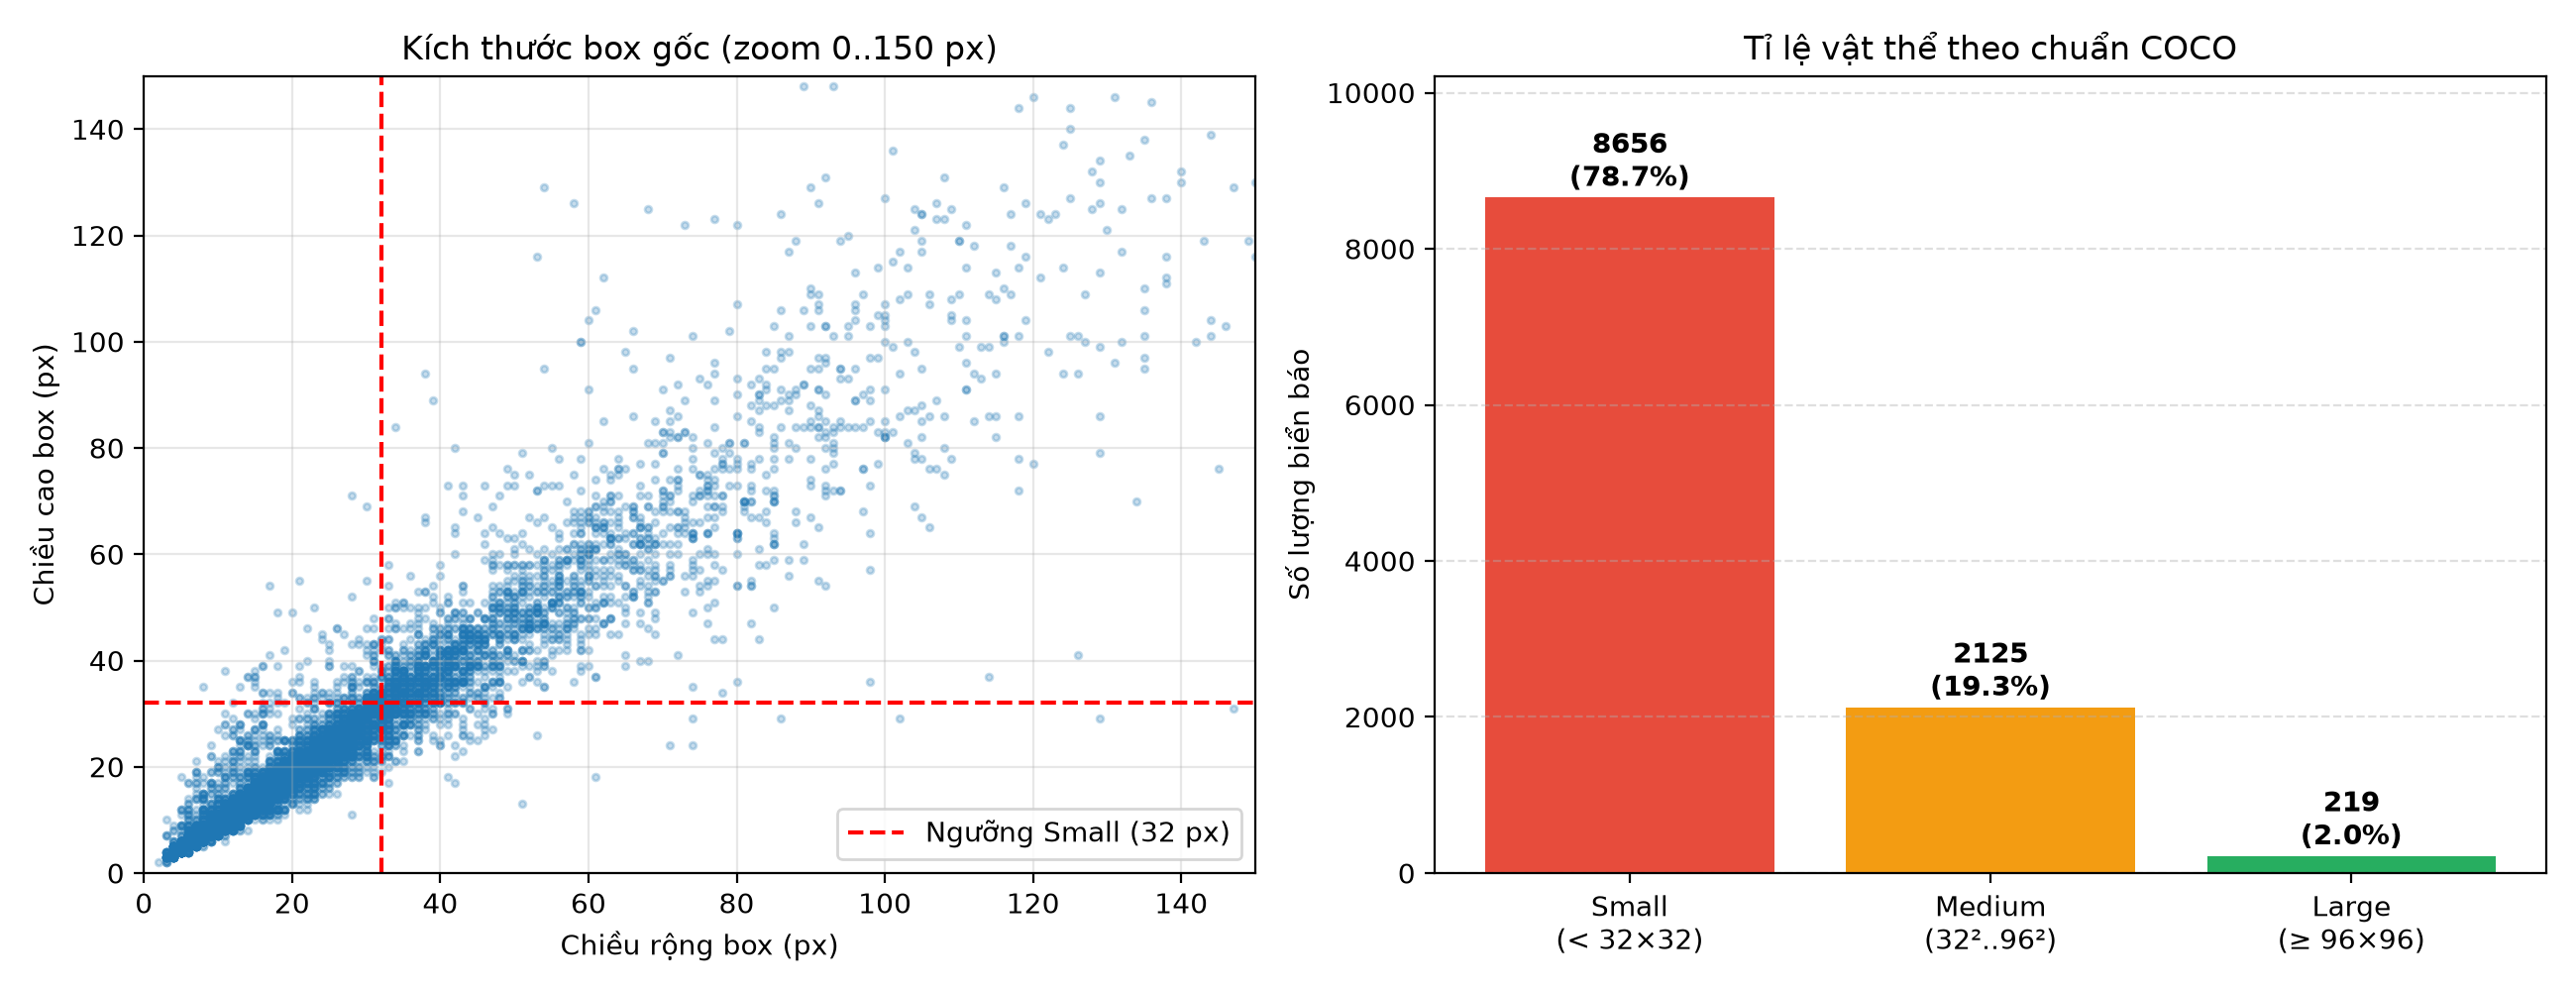 Kích thước box gốc (zoom 0..150 px)
Chiều cao box (px)
140
120
100
80
60
40
20
0
0 20 40 60 80 100 120 140
Chiều rộng box (px)
Ngưỡng Small (32 px)
Tỉ lệ vật thể theo chuẩn COCO
Số lượng biển báo
10000
8000
6000
4000
2000
0
8656
(78.7%)
2125
(19.3%)
219
(2.0%)
Small
(< 32×32)
Medium
(32²..96²)
Large
(≥ 96×96)